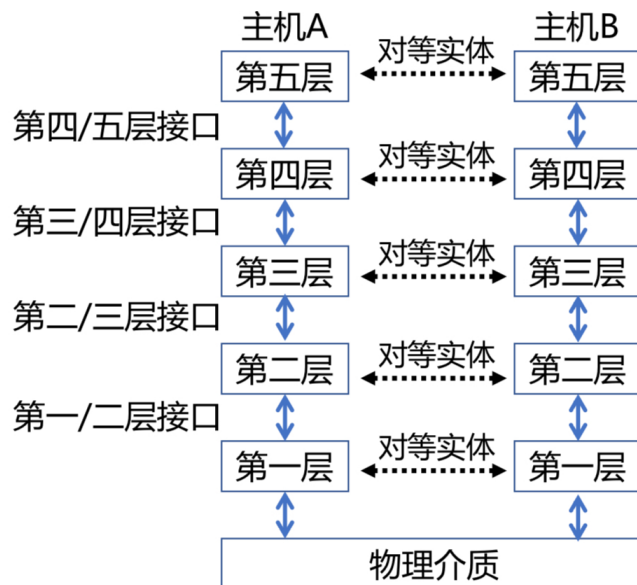 主机A
主机B
第五层
对等实体
第五层
第四/五层接口
第四层
对等实体
第四层
第三/四层接口
第三层
对等实体
第三层
第二/三层接口
第二层
对等实体
第二层
第一/二层接口
第一层
对等实体
第一层
物理介质